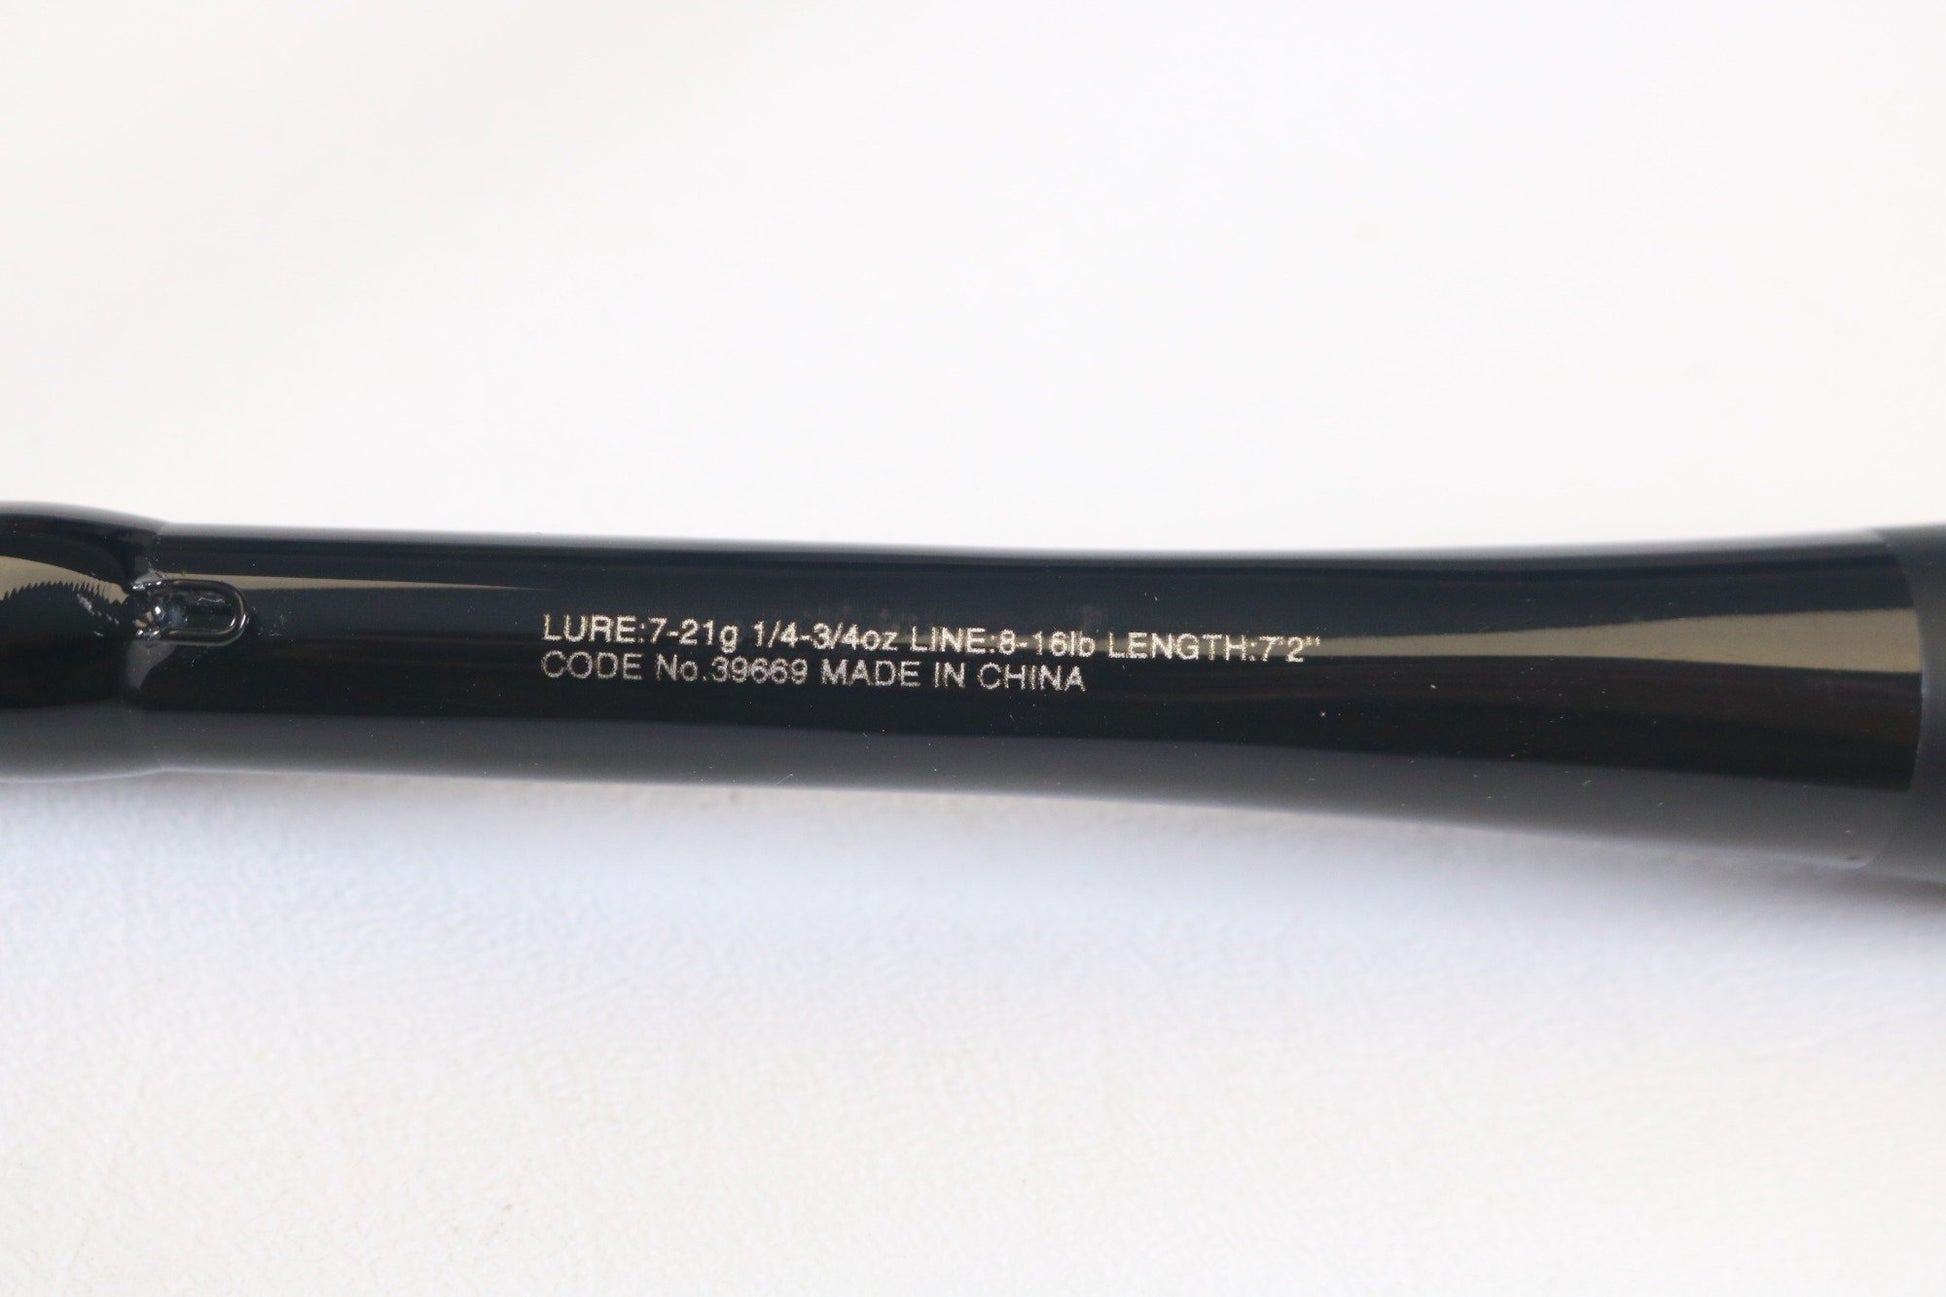 LURE:7-21g 1/4-3/4oz LINE:8-16lb LENGTH:7'2"
CODE No.39669 MADE IN CHINA